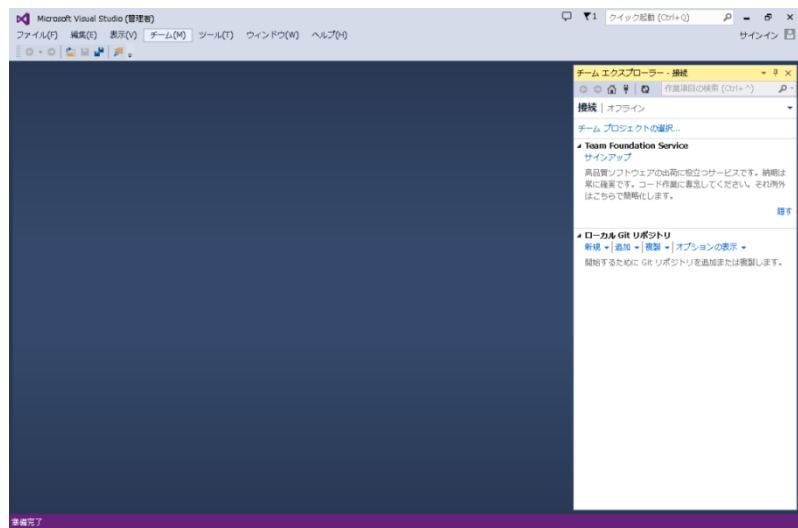 Microsoft Visual Studio (管理者)
1
クイック起動 (Ctrl+Q)
ファイル(F) 編集(E) 表示(V) チーム(M) ツール(T) ウィンドウ(W) ヘルプ(H)
サインイン
チーム エクスプローラー - 接続
作業項目の検索 (Ctrl+^)
接続 | オフライン
チーム プロジェクトの選択...
Team Foundation Service
サインアップ
高品質ソフトウェアの出荷に役立つサービスです。納期は
常に確実です。コード作業に専念してください。それ以外
はこちらで簡略化します。
隠す
ローカル Git リポジトリ
新規 | 追加 | 複製 | オプションの表示
開始するために Git リポジトリを追加または複製します。
準備完了